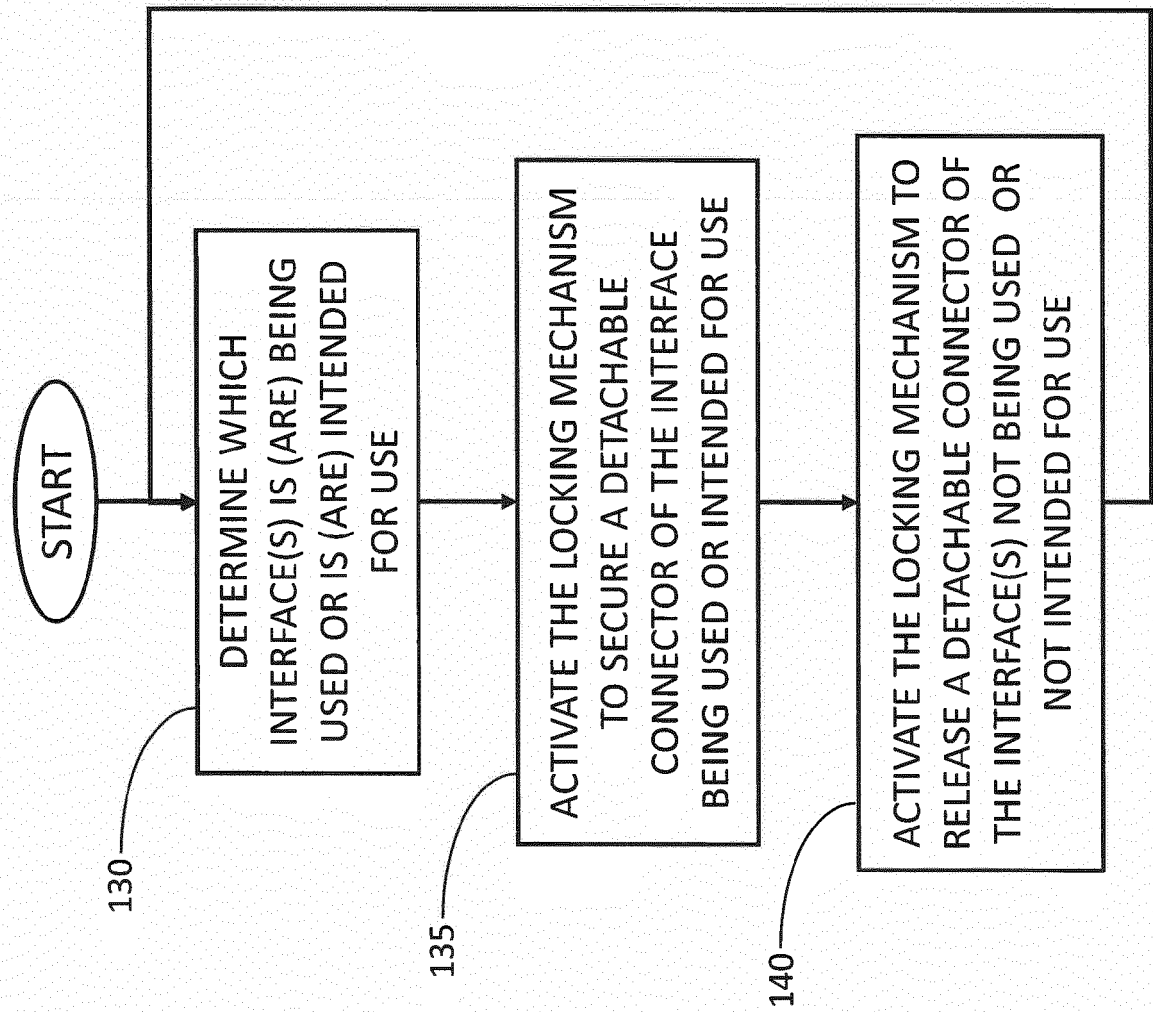 START
DETERMINE WHICH
INTERFACE(S) IS (ARE) BEING
USED OR IS (ARE) INTENDED
FOR USE
130
ACTIVATE THE LOCKING MECHANISM
TO SECURE A DETACHABLE
CONNECTOR OF THE INTERFACE
BEING USED OR INTENDED FOR USE
135
ACTIVATE THE LOCKING MECHANISM TO
RELEASE A DETACHABLE CONNECTOR OF
THE INTERFACE(S) NOT BEING USED OR
NOT INTENDED FOR USE
140